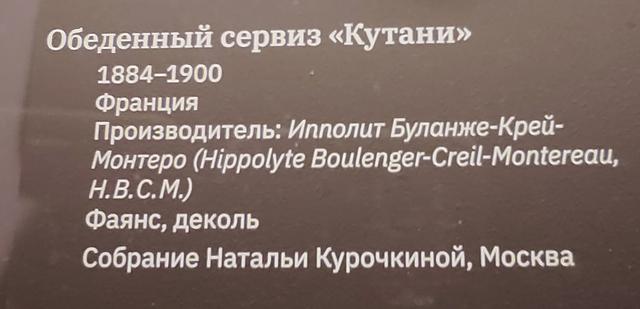 Обеденный сервиз «Кутани»
1884–1900
Франция
Производитель: Ипполит Буланже-Крей-
Монтеро (Hippolyte Boulenger-Creil-Montereau,
H.B.C.M.)
Фаянс, деколь
Собрание Натальи Курочкиной, Москва